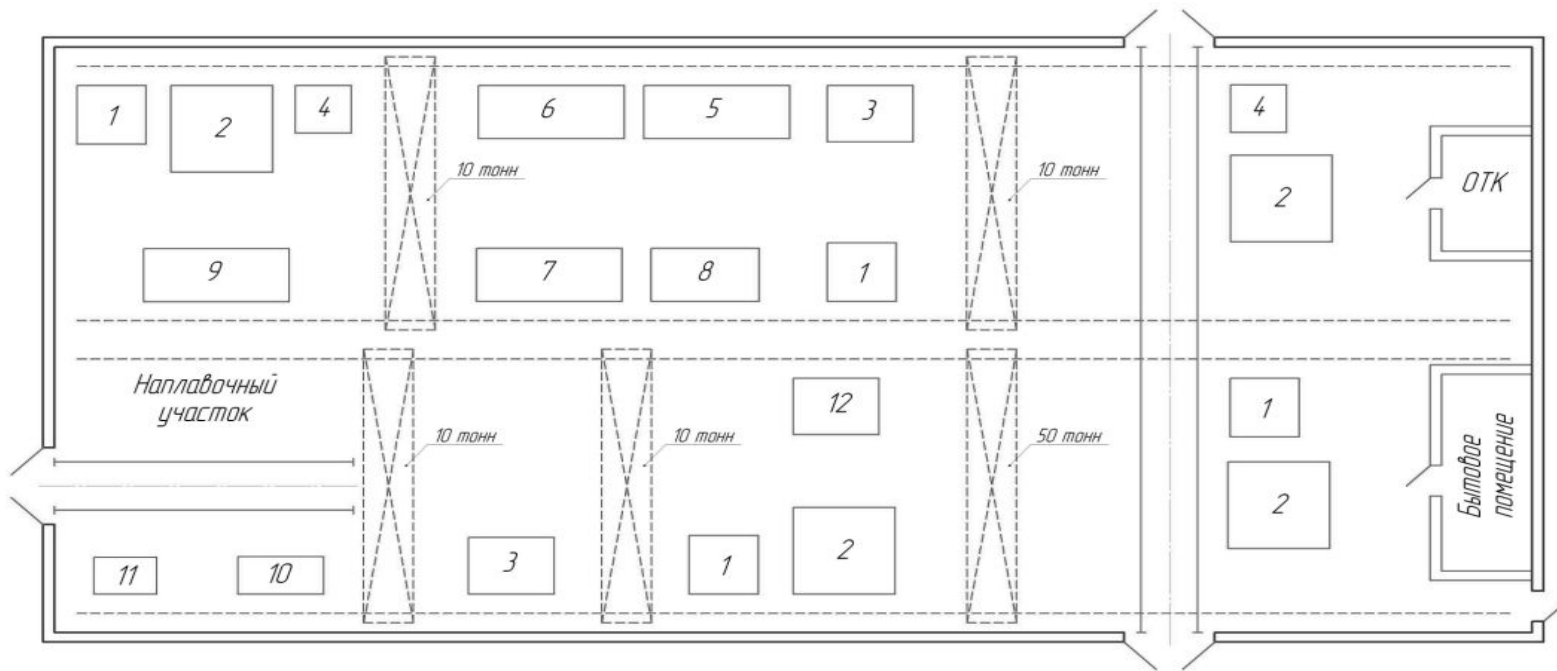 1
2
4
6
5
3
4
10 тонн
10 тонн
2
ОТК
9
7
8
1
Наплавочный
участок
12
1
10 тонн
10 тонн
50 тонн
Бытовое
помещение
2
11
10
3
1
2